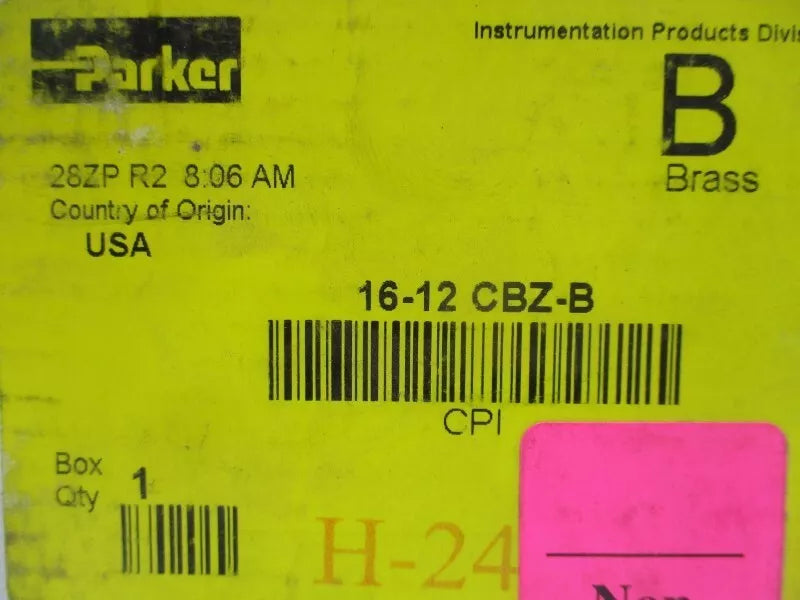 Parker
Instrumentation Products Divis
B
Brass
28ZP R2 8:06 AM
Country of Origin:
USA
16-12 CBZ-B
CPI
Box
Qty 1
H-24
Non